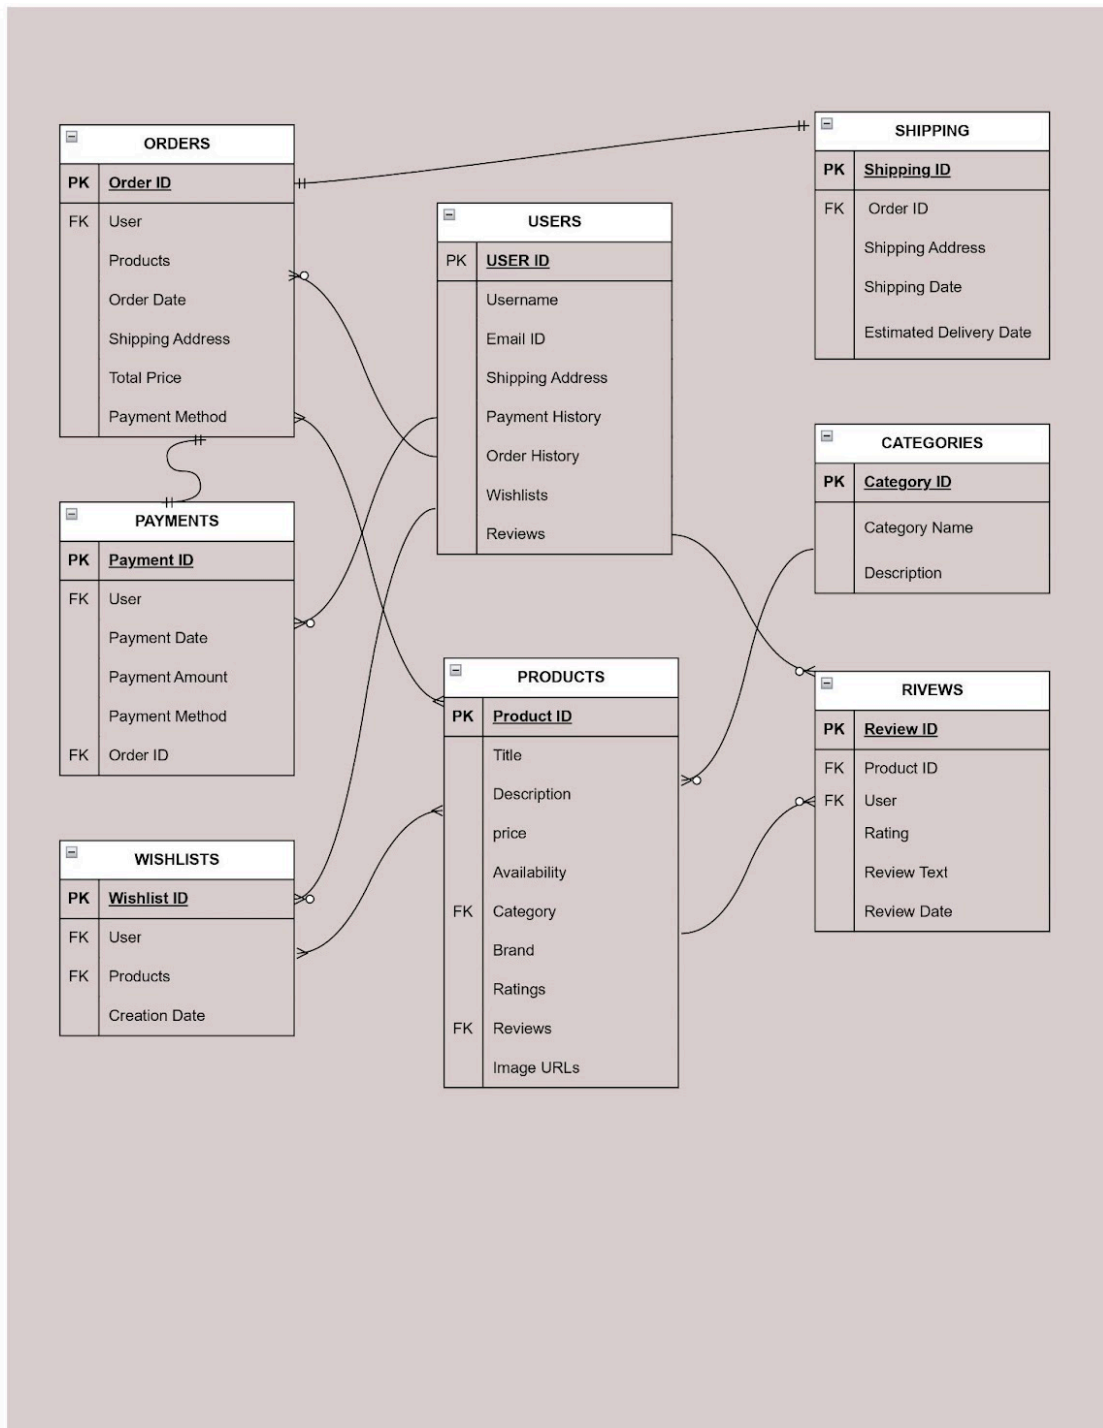 ORDERS
PK Order ID
FK User
Products
Order Date
Shipping Address
Total Price
Payment Method
SHIPPING
PK Shipping ID
FK Order ID
Shipping Address
Shipping Date
Estimated Delivery Date
USERS
PK USER ID
Username
Email ID
Shipping Address
Payment History
Order History
Wishlists
Reviews
CATEGORIES
PK Category ID
Category Name
Description
PAYMENTS
PK Payment ID
FK User
Payment Date
Payment Amount
Payment Method
FK Order ID
PRODUCTS
PK Product ID
Title
Description
price
Availability
FK Category
Brand
Ratings
FK Reviews
Image URLs
RIVEWS
PK Review ID
FK Product ID
FK User
Rating
Review Text
Review Date
WISHLISTS
PK Wishlist ID
FK User
FK Products
Creation Date